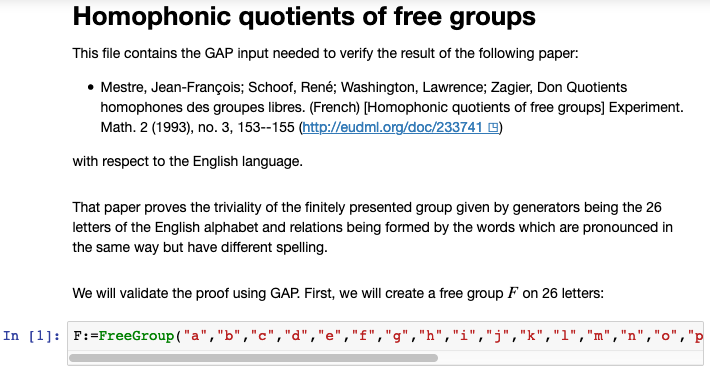 Homophonic quotients of free groups
This file contains the GAP input needed to verify the result of the following paper:
• Mestre, Jean-François; Schoof, René; Washington, Lawrence; Zagier, Don Quotients
homophones des groupes libres. (French) [Homophonic quotients of free groups] Experiment.
Math. 2 (1993), no. 3, 153--155 (http://eudml.org/doc/233741)
with respect to the English language.
That paper proves the triviality of the finitely presented group given by generators being the 26
letters of the English alphabet and relations being formed by the words which are pronounced in
the same way but have different spelling.
We will validate the proof using GAP. First, we will create a free group F on 26 letters:
In [1]: F:=FreeGroup("a","b","c","d","e","f","g","h","i","j","k","l","m","n","o","p